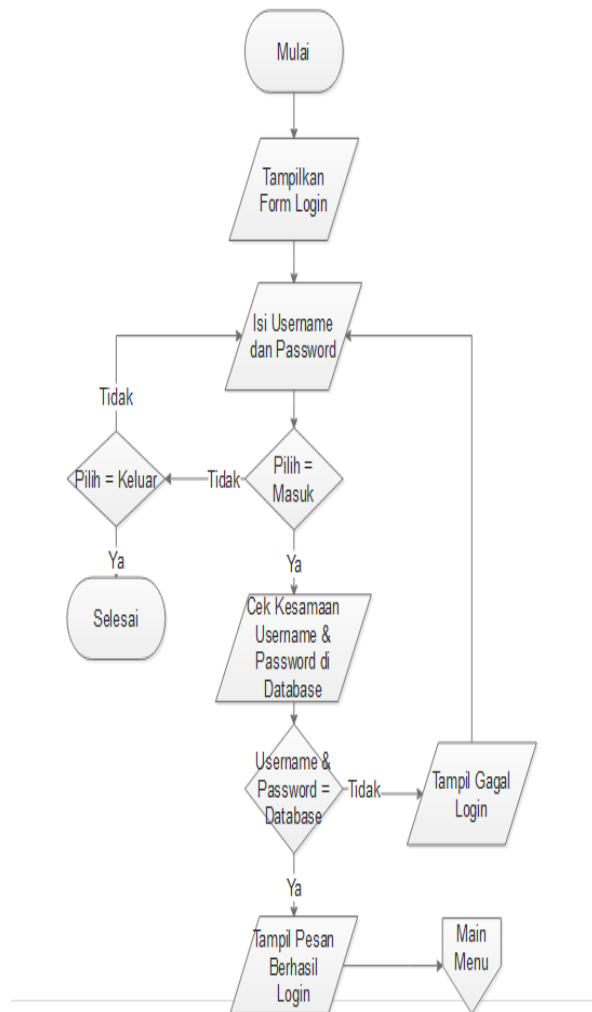 Mulai
Tampilkan
Form Login
Isi Username
dan Password
Tidak
Pilih = Keluar
Tidak
Pilih =
Masuk
Ya
Ya
Selesai
Cek Kesamaan
Username &
Password di
Database
Username &
Password =
Database
Tidak
Tampil Gagal
Login
Ya
Tampil Pesan
Berhasil
Login
Main
Menu